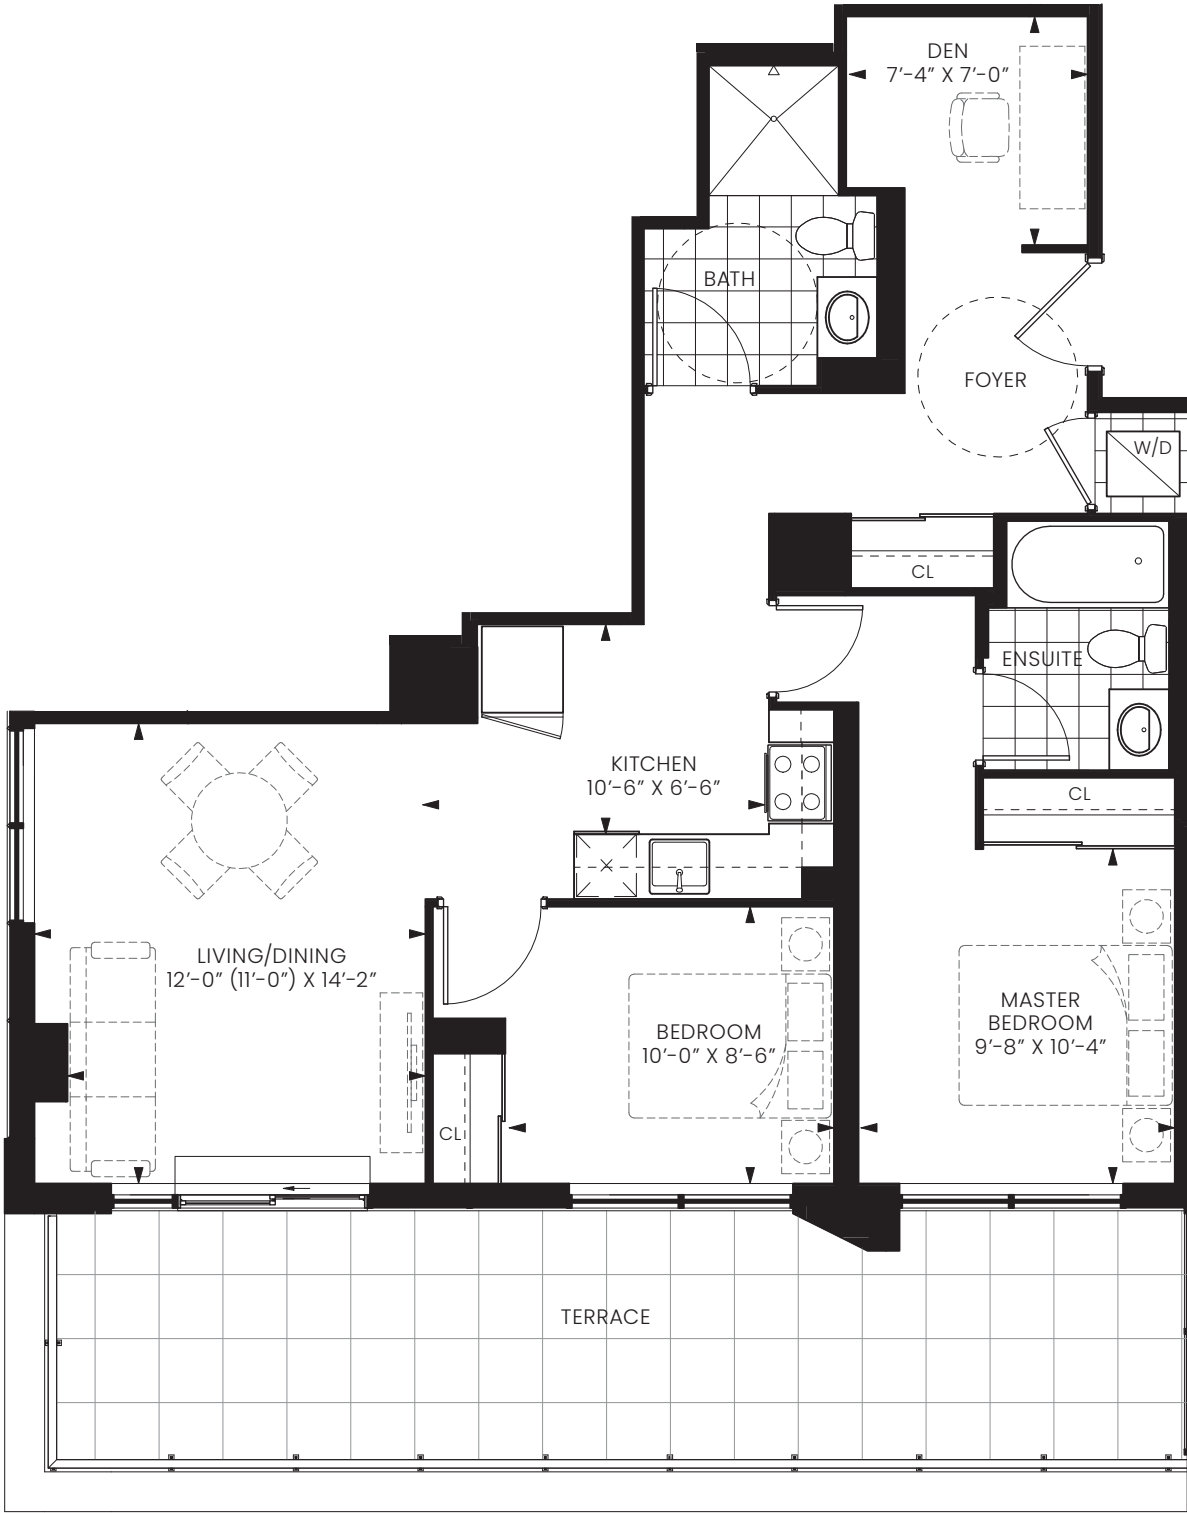 DEN
7’-4” X 7’-0”
BATH
FOYER
W/D
CL
ENSUITE
KITCHEN
10’-6” X 6’-6”
CL
LIVING/DINING
12’-0” (11’-0”) X 14’-2”
MASTER
BEDROOM
9’-8” X 10’-4”
BEDROOM
10’-0” X 8’-6”
CL
TERRACE